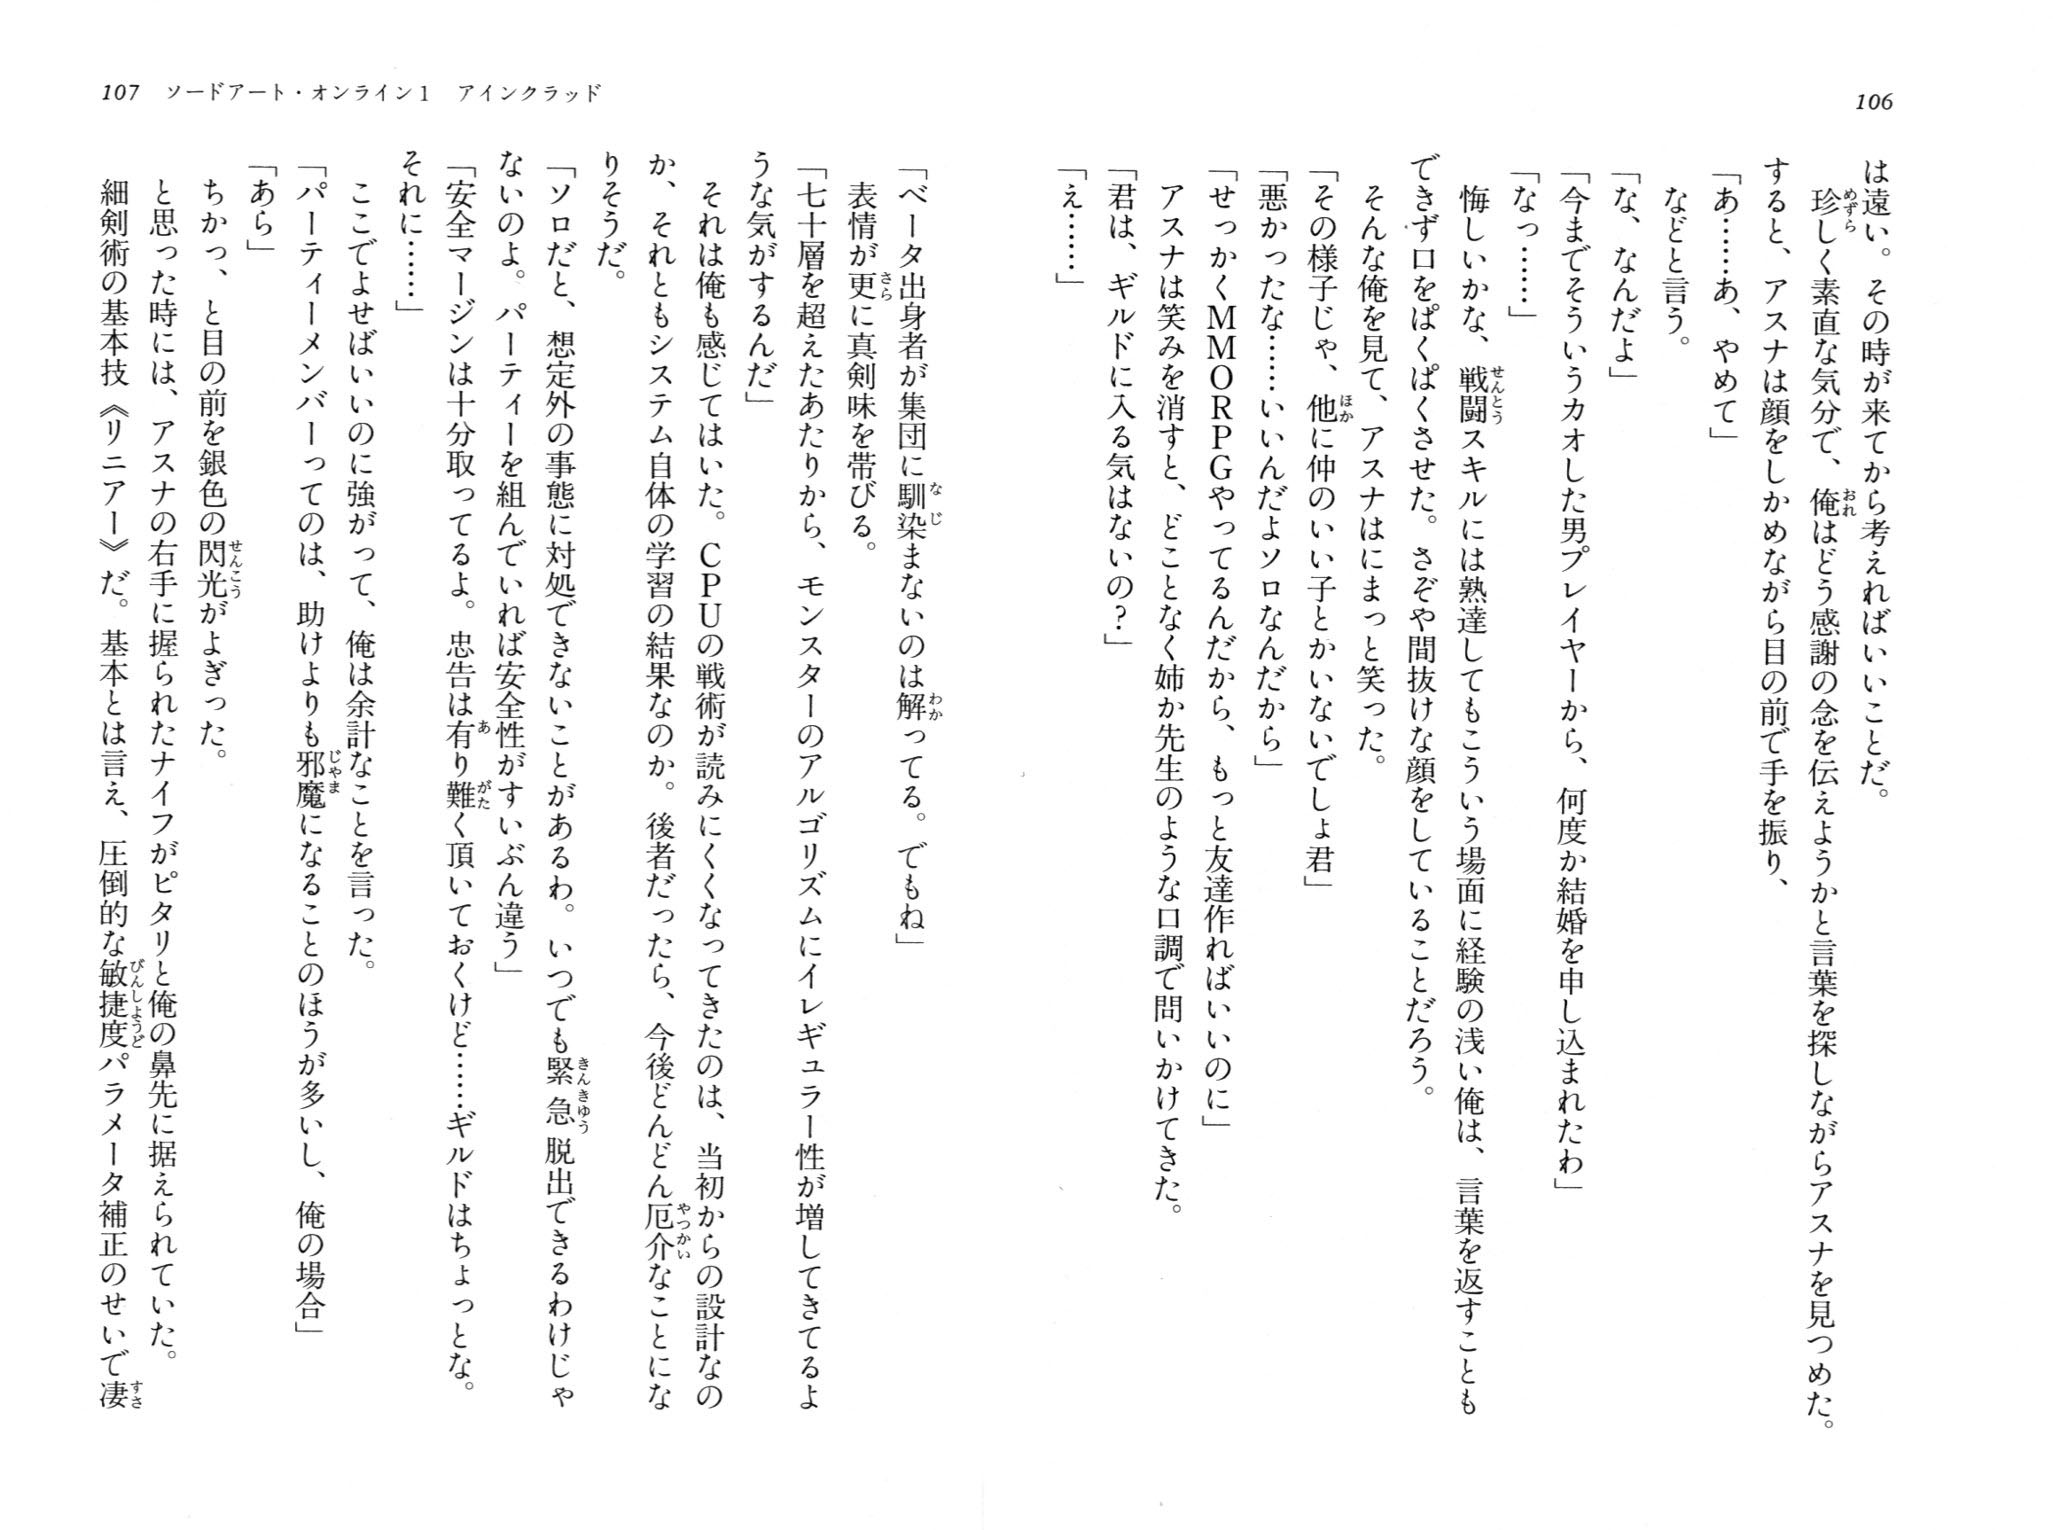 106
は遠い。その時が来てから考えればいいことだ。
珍しく素直な気分で、俺はどう感謝の念を伝えようかと言葉を探しながらアスナを見つめた。
すると、アスナは顔をしかめながら目の前で手を振り、
「あ……あ、やめて」
などと言う。
「な、なんだよ」
「今までそういうカオした男プレイヤーから、何度か結婚を申し込まれたわ」
「なっ……」
悔しいかな、戦闘スキルには熟達してもこういう場面に経験の浅い俺は、言葉を返すことも
できず口をぱくぱくさせた。さぞや間抜けな顔をしていることだろう。
そんな俺を見て、アスナはにまっと笑った。
「その様子じゃ、他に仲のいい子とかいないでしょ君」
「悪かったな……いいんだよソロなんだから」
「せっかくＭＭＯＲＰＧやってるんだから、もっと友達作ればいいのに」
アスナは笑みを消すと、どことなく姉か先生のような口調で問いかけてきた。
「君は、ギルドに入る気はないの？」
「え……」
107 ソードアート・オンライン1 アインクラッド
「ベータ出身者が集団に馴染まないのは解ってる。でもね」
表情が更に真剣味を帯びる。
「七十層を超えたあたりから、モンスターのアルゴリズムにイレギュラー性が増してきてるよ
うな気がするんだ」
それは俺も感じてはいた。ＣＰＵの戦術が読みにくくなってきたのは、当初からの設計なの
か、それともシステム自体の学習の結果なのか。後者だったら、今後どんどん厄介なことにな
りそうだ。
「ソロだと、想定外の事態に対処できないことがあるわ。いつでも緊急脱出できるわけじゃ
ないのよ。パーティーを組んでいれば安全性がずいぶん違う」
「安全マージンは十分取ってるよ。忠告は有り難く頂いておくけど……ギルドはちょっとな。
それに……」
ここでよせばいいのに強がって、俺は余計なことを言った。
「パーティーメンバーってのは、助けよりも邪魔になることのほうが多いし、俺の場合」
「あら」
ちかっ、と目の前を銀色の閃光がよぎった。
と思った時には、アスナの右手に握られたナイフがピタリと俺の鼻先に据えられていた。
細剣術の基本技《リニアー》だ。基本とは言え、圧倒的な敏捷度パラメータ補正のせいで凄